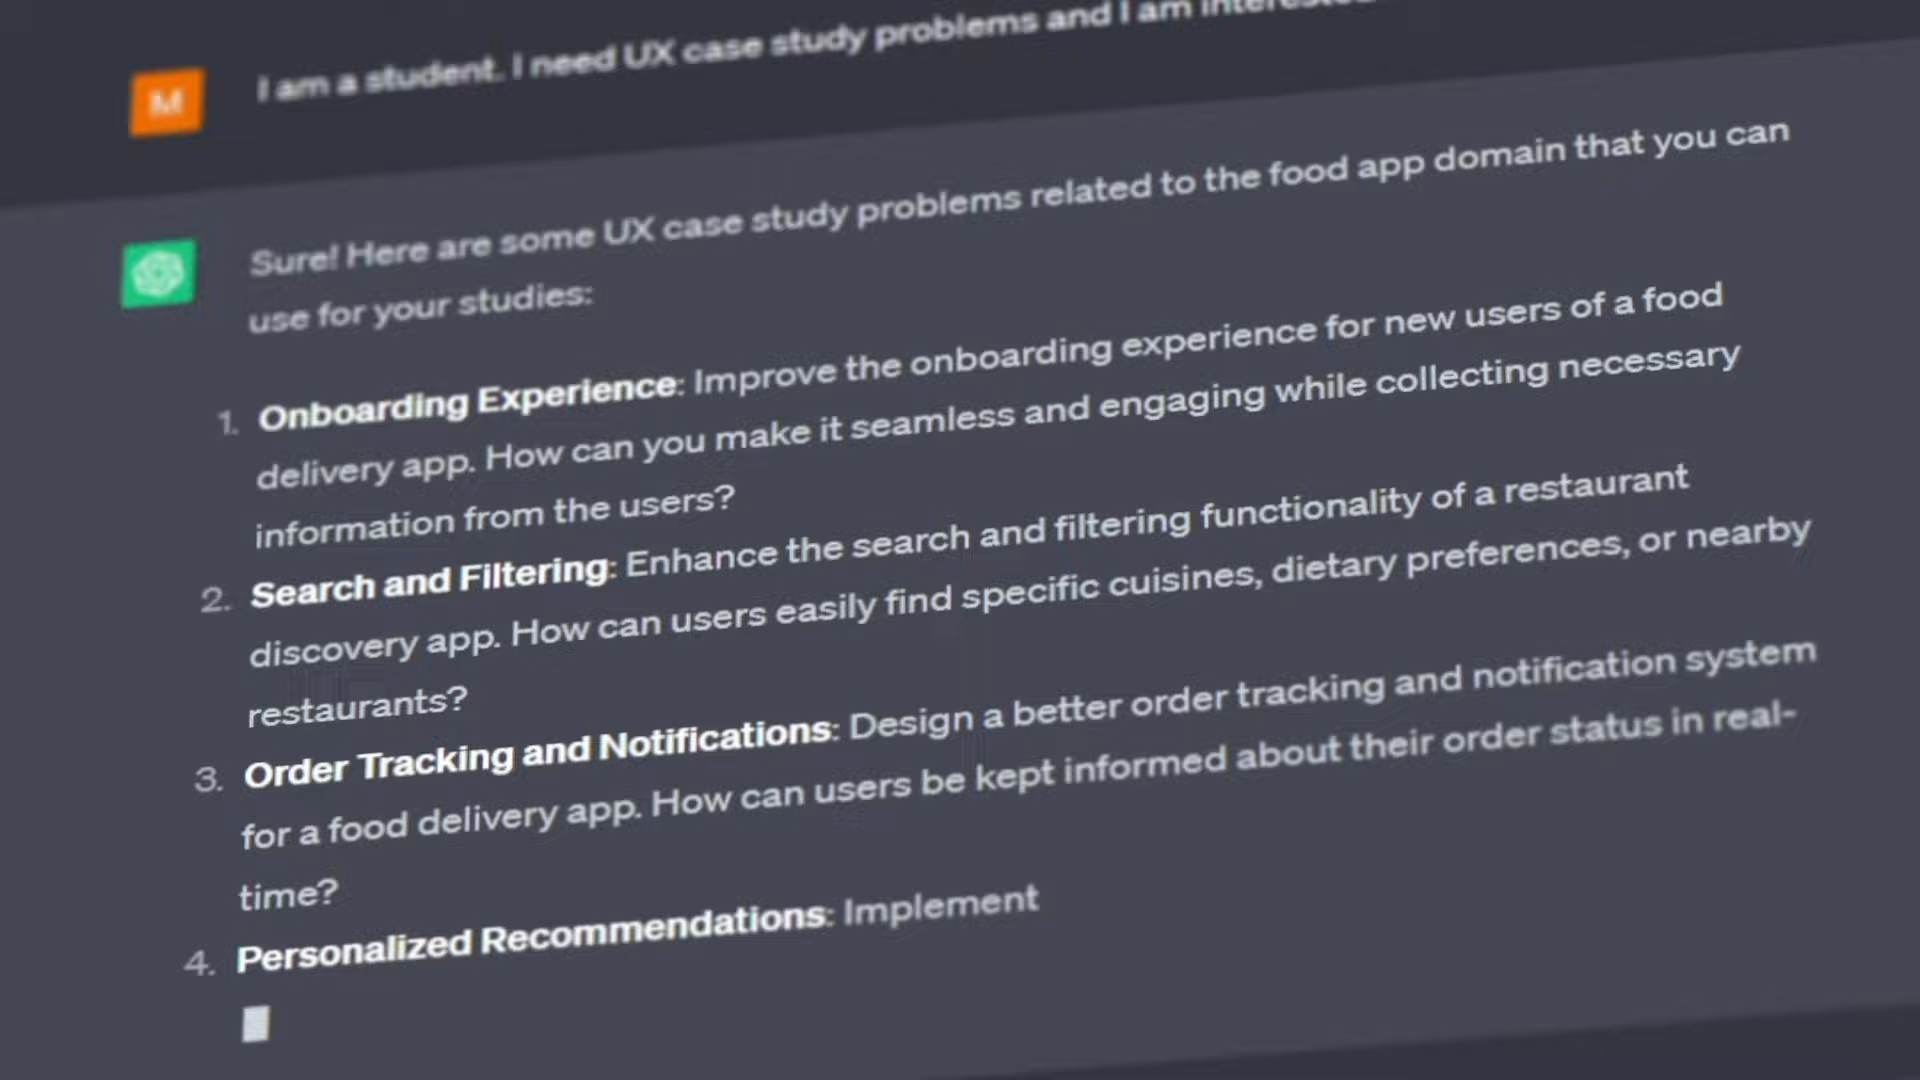 M
I am a student. I need UX case study problems and I am interested
Sure! Here are some UX case study problems related to the food app domain that you can
use for your studies:
1. Onboarding Experience: Improve the onboarding experience for new users of a food
delivery app. How can you make it seamless and engaging while collecting necessary
information from the users?
2. Search and Filtering: Enhance the search and filtering functionality of a restaurant
discovery app. How can users easily find specific cuisines, dietary preferences, or nearby
restaurants?
3. Order Tracking and Notifications: Design a better order tracking and notification system
for a food delivery app. How can users be kept informed about their order status in real-
time?
4. Personalized Recommendations: Implement